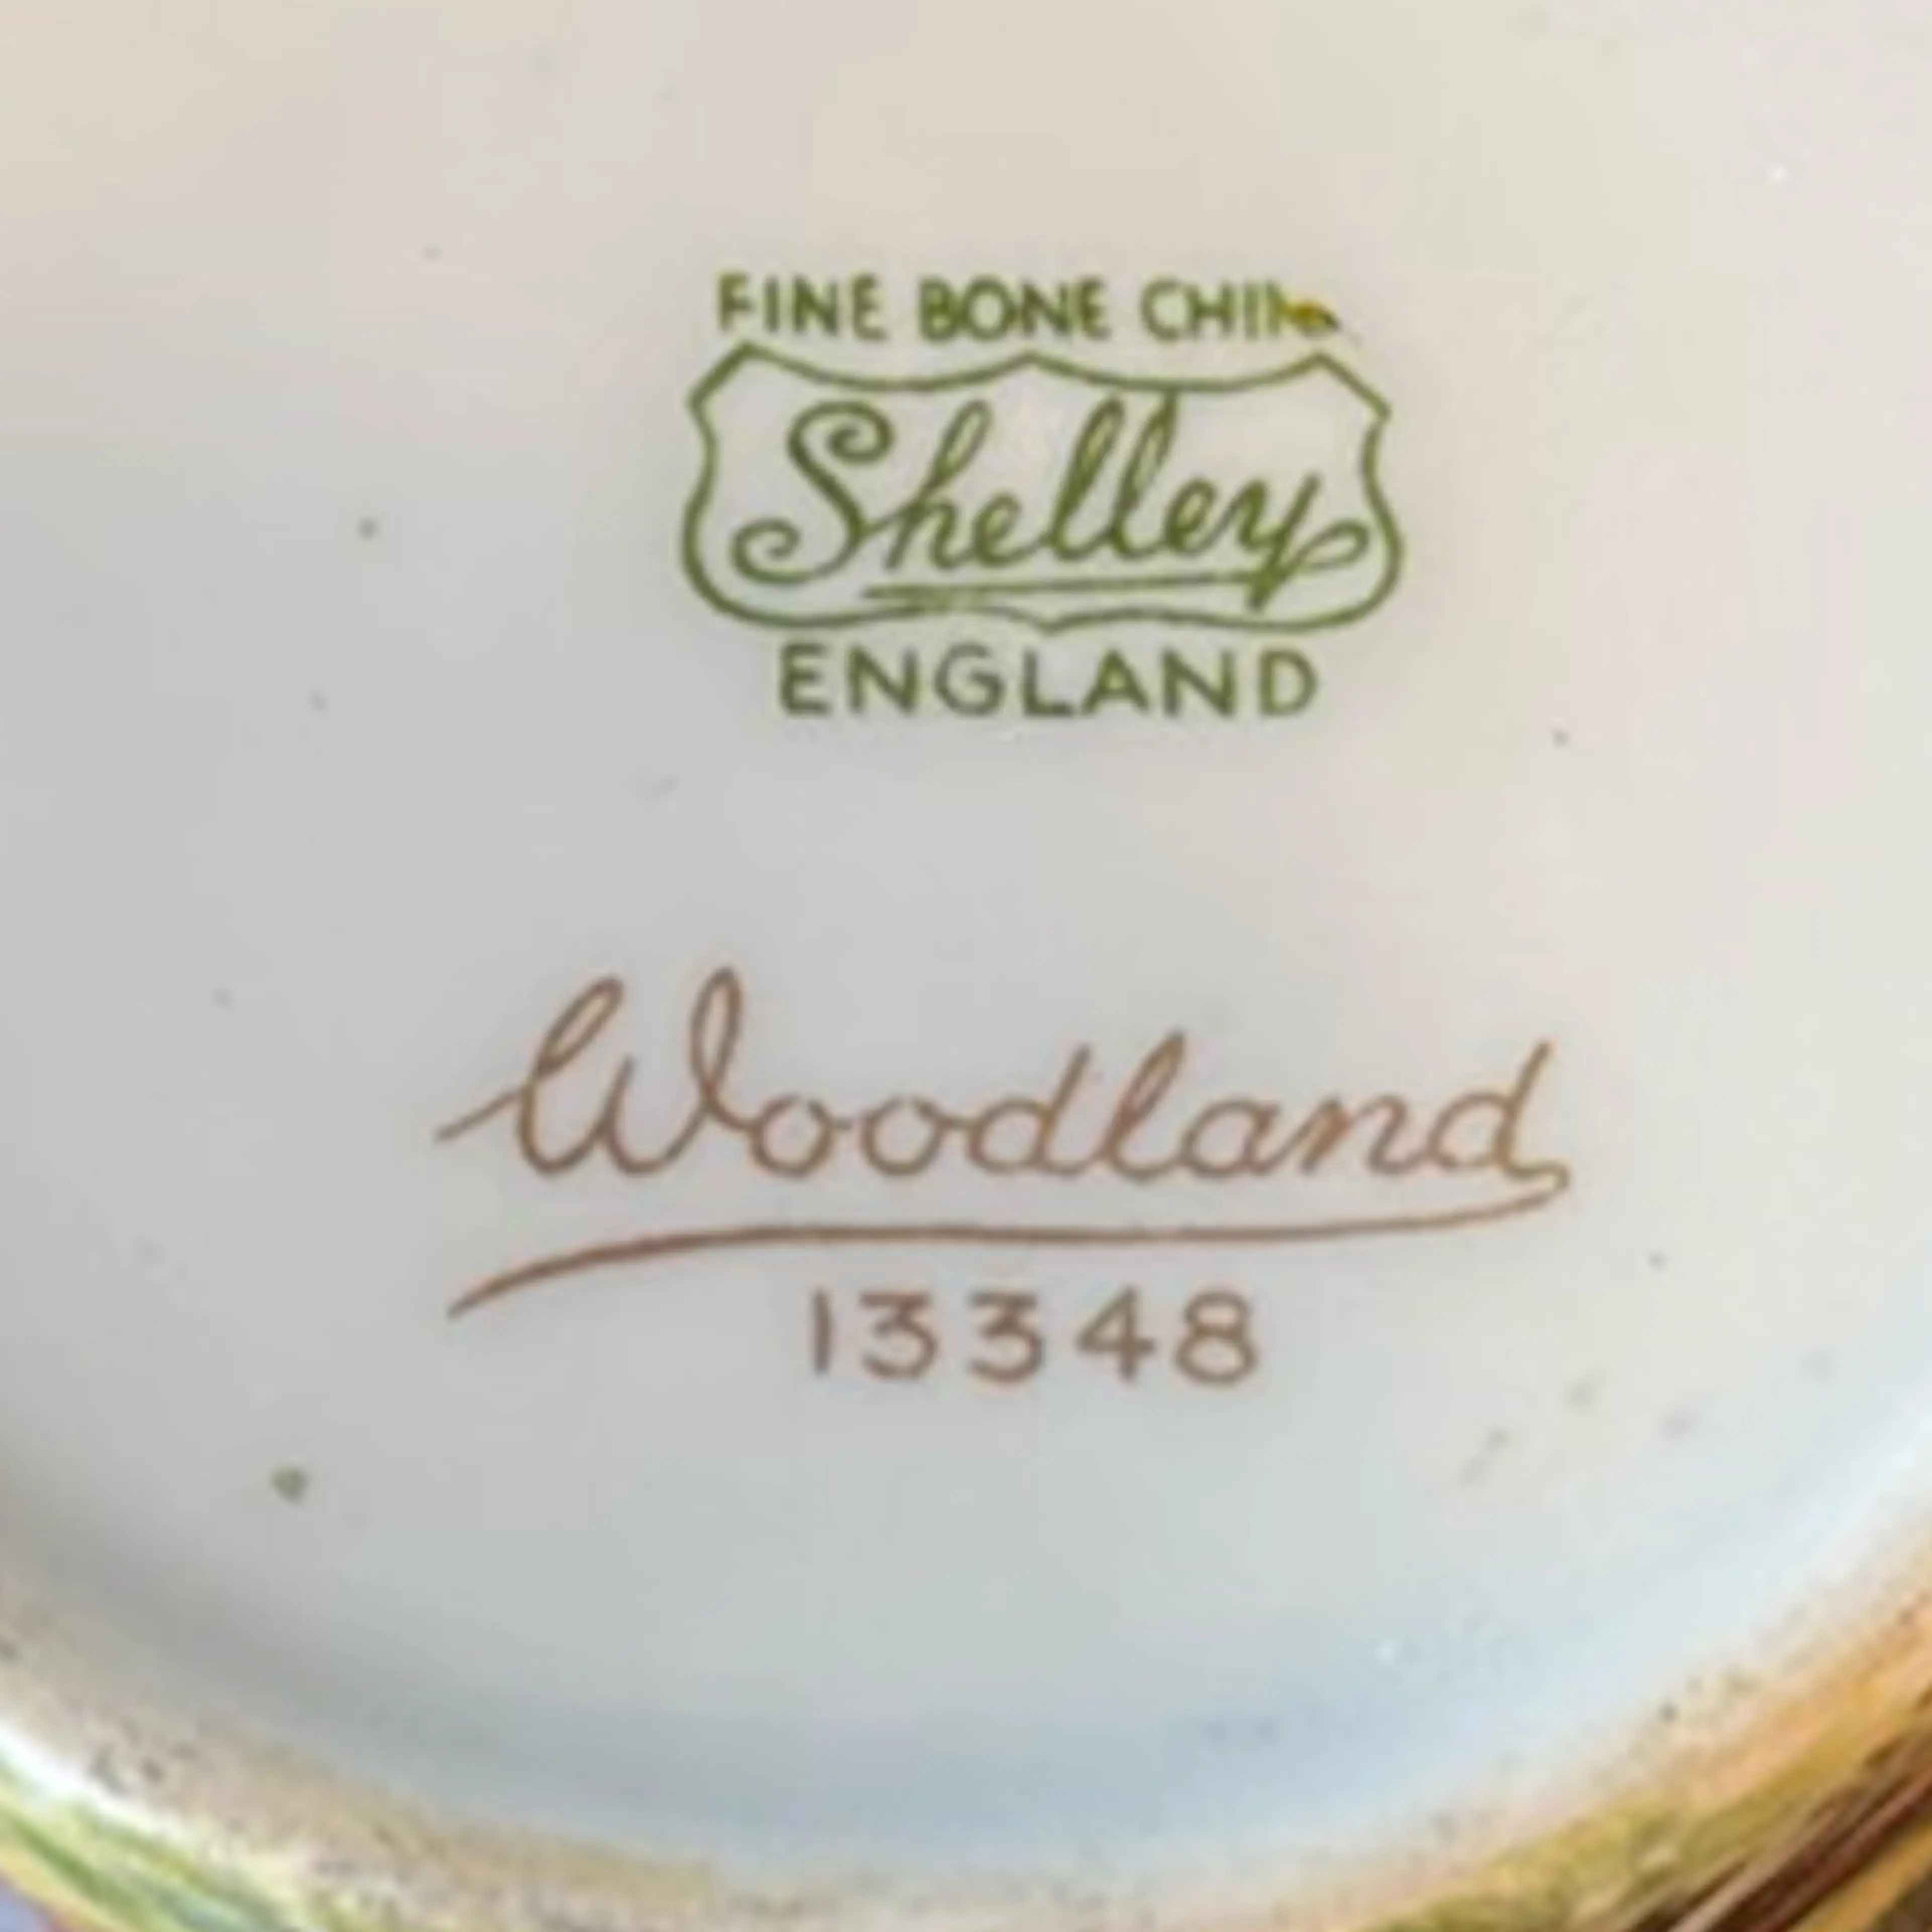 FINE BONE CHIN
Shelley
ENGLAND
Woodland
13348